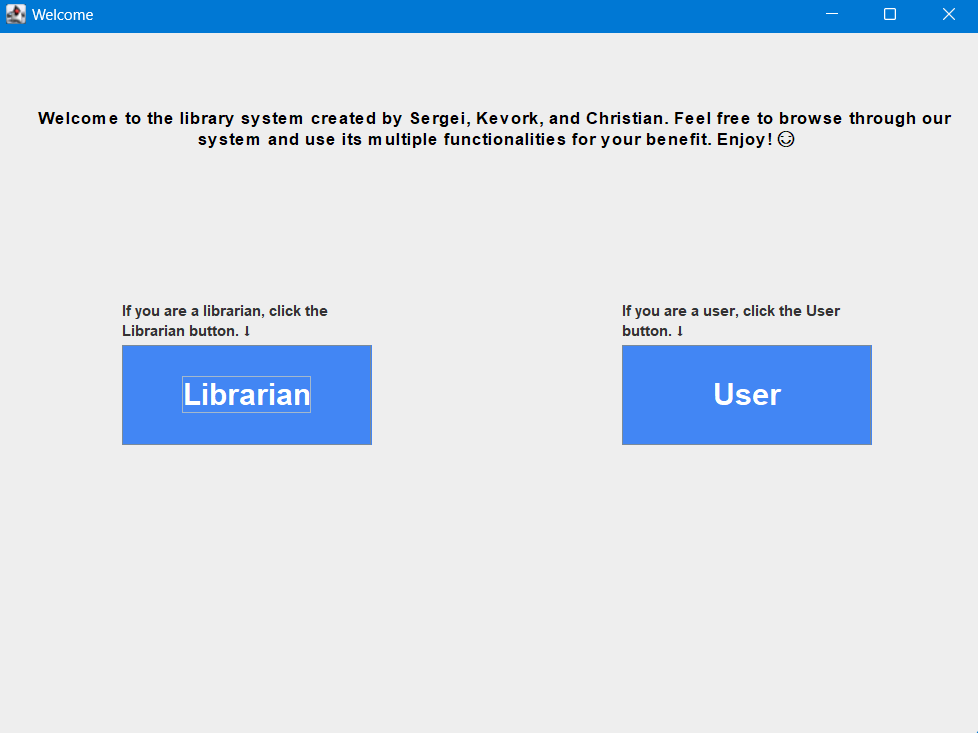 Welcome
Welcome to the library system created by Sergei, Kevork, and Christian. Feel free to browse through our
system and use its multiple functionalities for your benefit. Enjoy! 😏
If you are a librarian, click the
Librarian button. ⭣
Librarian
If you are a user, click the User
button. ⭣
User